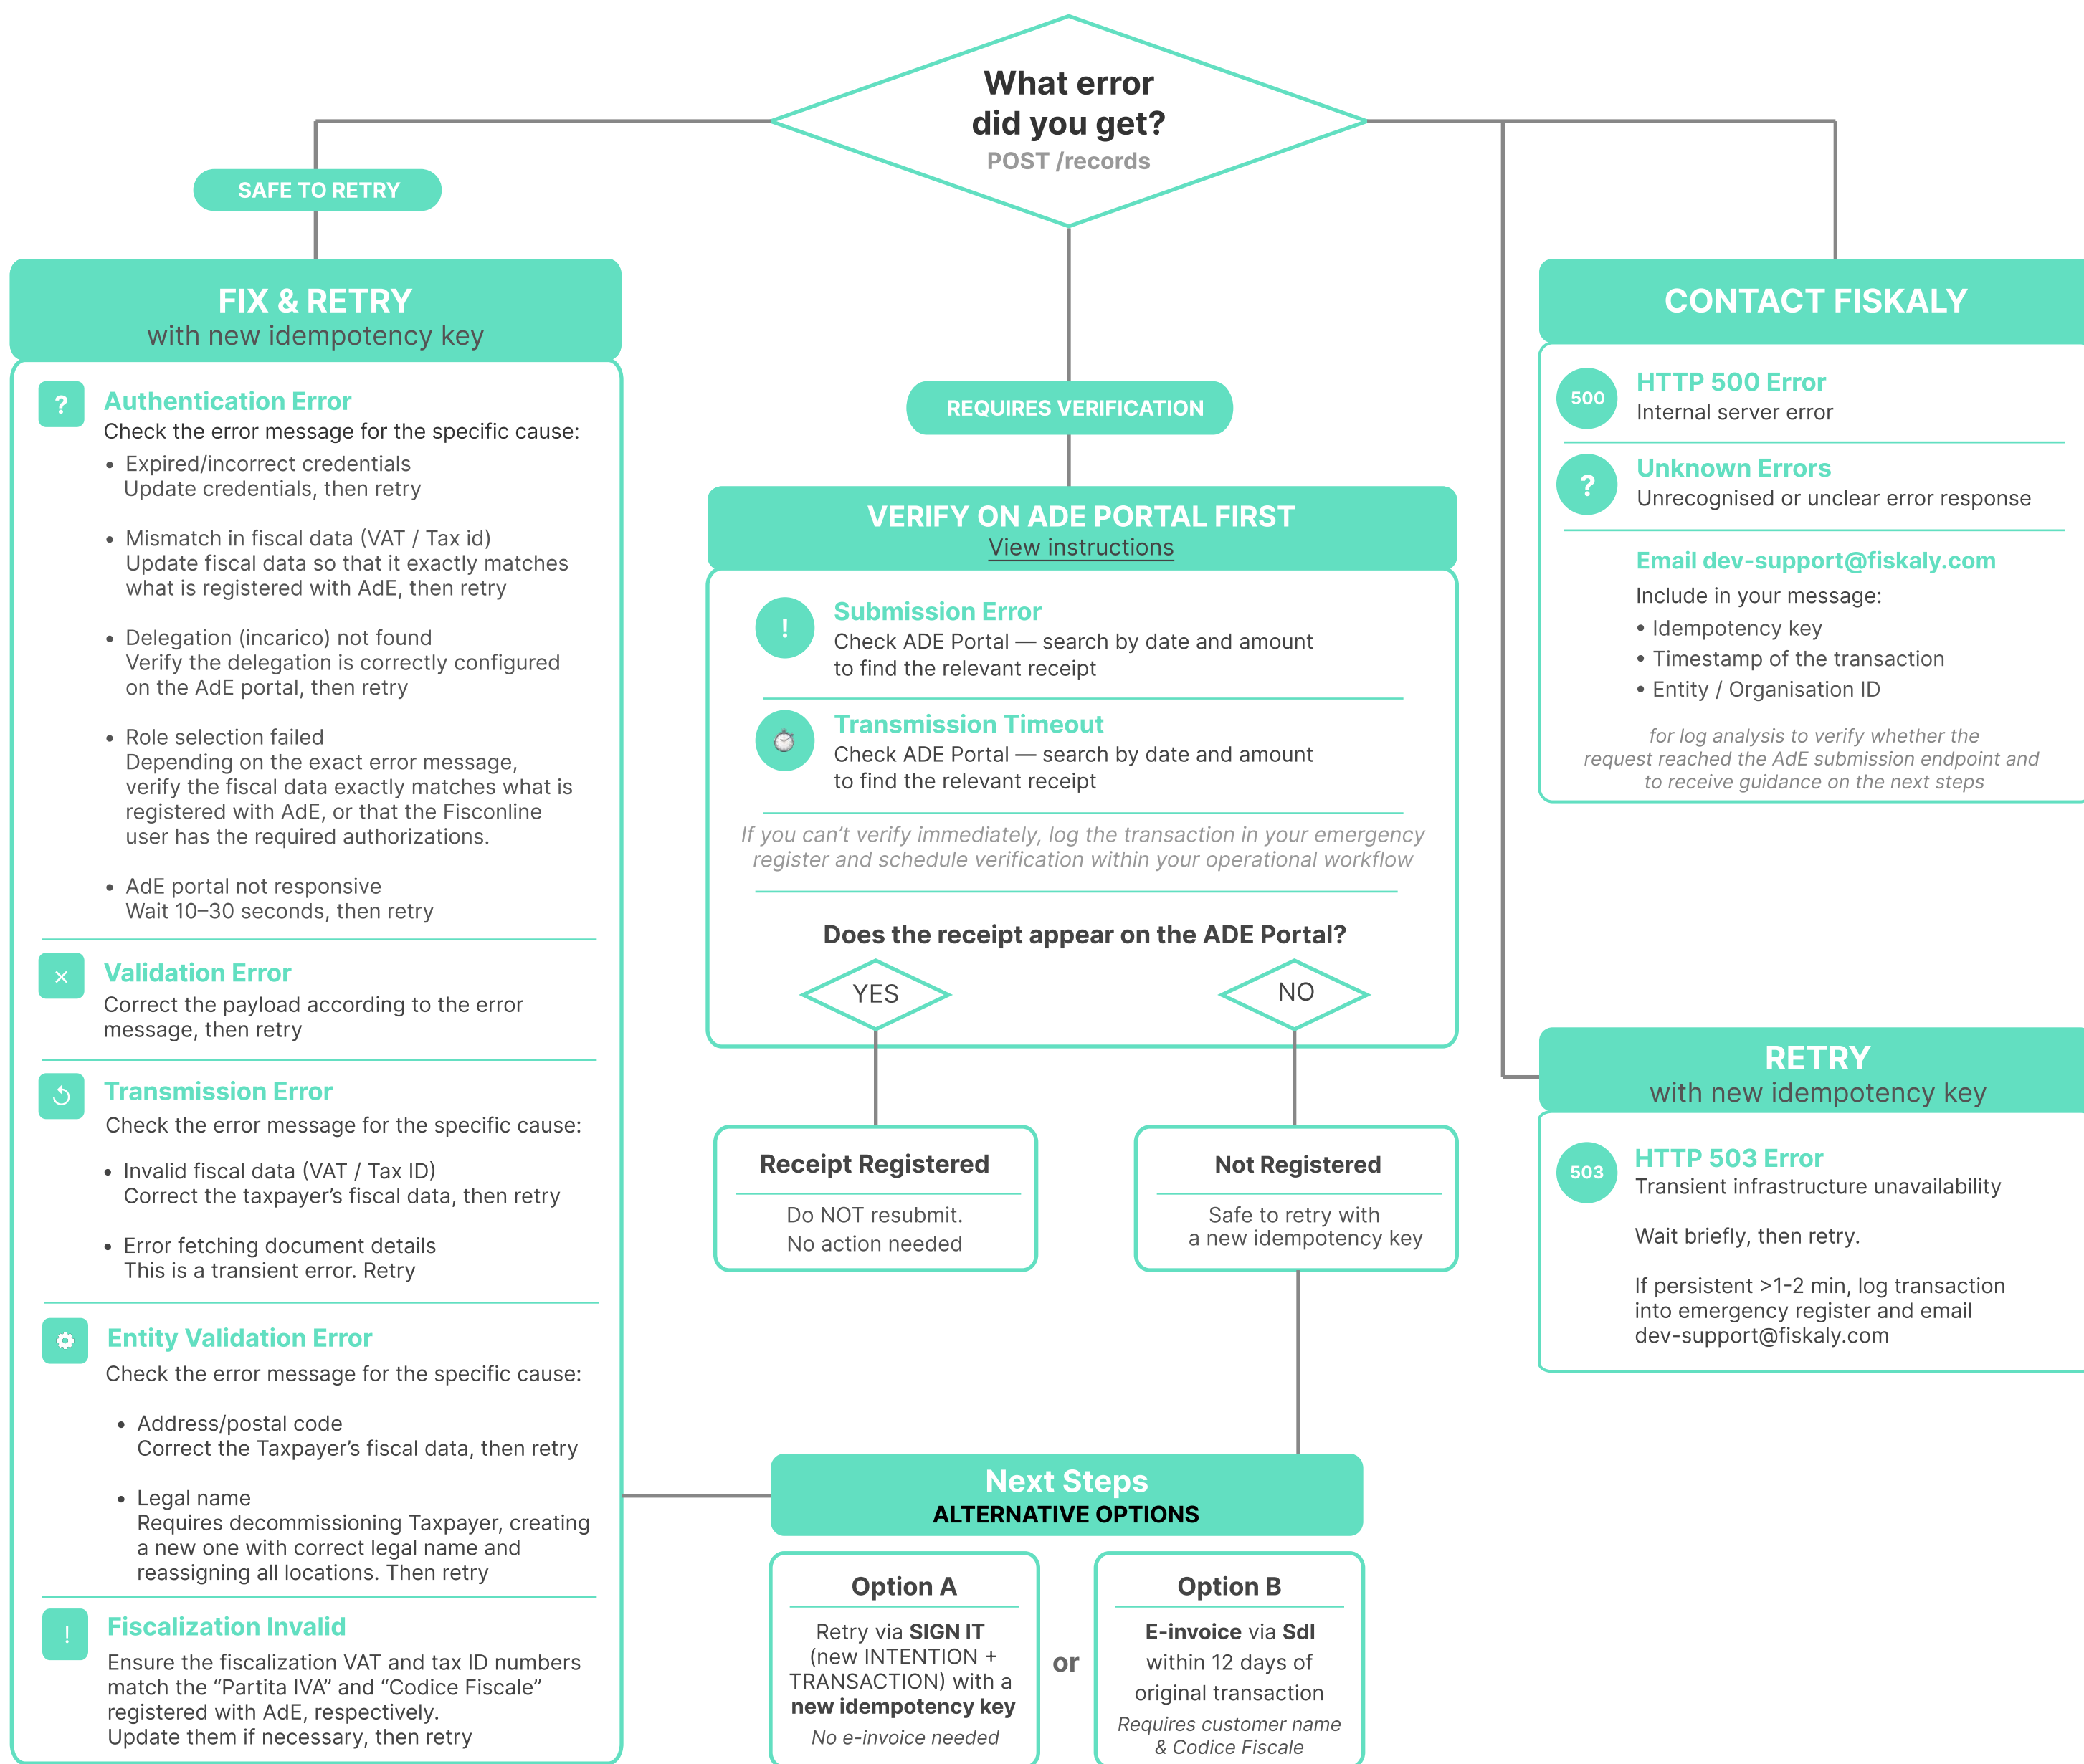 What error
did you get?
POST /records
SAFE TO RETRY
FIX & RETRY
with new idempotency key
?
Authentication Error
Check the error message for the specific cause:
• Expired/incorrect credentials
Update credentials, then retry
• Mismatch in fiscal data (VAT / Tax id)
Update fiscal data so that it exactly matches
what is registered with AdE, then retry
• Delegation (incarico) not found
Verify the delegation is correctly configured
on the AdE portal, then retry
• Role selection failed
Depending on the exact error message,
verify the fiscal data exactly matches what is
registered with AdE, or that the Fisconline
user has the required authorizations.
• AdE portal not responsive
Wait 10–30 seconds, then retry
×
Validation Error
Correct the payload according to the error
message, then retry
Transmission Error
Check the error message for the specific cause:
• Invalid fiscal data (VAT / Tax ID)
Correct the taxpayer’s fiscal data, then retry
• Error fetching document details
This is a transient error. Retry
Entity Validation Error
Check the error message for the specific cause:
• Address/postal code
Correct the Taxpayer’s fiscal data, then retry
• Legal name
Requires decommissioning Taxpayer, creating
a new one with correct legal name and
reassigning all locations. Then retry
!
Fiscalization Invalid
Ensure the fiscalization VAT and tax ID numbers
match the “Partita IVA” and “Codice Fiscale”
registered with AdE, respectively.
Update them if necessary, then retry
REQUIRES VERIFICATION
VERIFY ON ADE PORTAL FIRST
View instructions
!
Submission Error
Check ADE Portal — search by date and amount
to find the relevant receipt
Transmission Timeout
Check ADE Portal — search by date and amount
to find the relevant receipt
If you can’t verify immediately, log the transaction in your emergency
register and schedule verification within your operational workflow
Does the receipt appear on the ADE Portal?
YES
NO
Receipt Registered
Do NOT resubmit.
No action needed
Not Registered
Safe to retry with
a new idempotency key
Next Steps
ALTERNATIVE OPTIONS
Option A
Retry via SIGN IT
(new INTENTION +
TRANSACTION) with a
new idempotency key
No e-invoice needed
or
Option B
E-invoice via SdI
within 12 days of
original transaction
Requires customer name
& Codice Fiscale
CONTACT FISKALY
500
HTTP 500 Error
Internal server error
?
Unknown Errors
Unrecognised or unclear error response
Email dev-support@fiskaly.com
Include in your message:
• Idempotency key
• Timestamp of the transaction
• Entity / Organisation ID
for log analysis to verify whether the
request reached the AdE submission endpoint and
to receive guidance on the next steps
RETRY
with new idempotency key
503
HTTP 503 Error
Transient infrastructure unavailability
Wait briefly, then retry.
If persistent >1-2 min, log transaction
into emergency register and email
dev-support@fiskaly.com